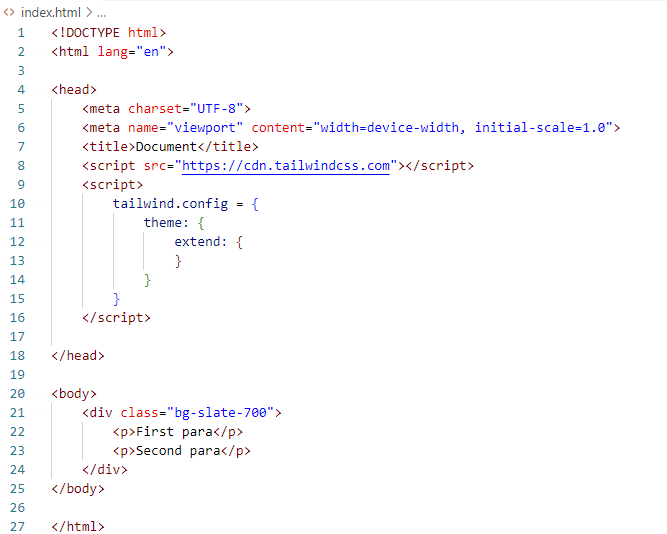 index.html > ...
1 <!DOCTYPE html>
2 <html lang="en">
3
4 <head>
5     <meta charset="UTF-8">
6     <meta name="viewport" content="width=device-width, initial-scale=1.0">
7     <title>Document</title>
8     <script src="https://cdn.tailwindcss.com"></script>
9     <script>
10         tailwind.config = {
11             theme: {
12                 extend: {
13                 }
14             }
15         }
16     </script>
17
18 </head>
19
20 <body>
21     <div class="bg-slate-700">
22         <p>First para</p>
23         <p>Second para</p>
24     </div>
25 </body>
26
27 </html>